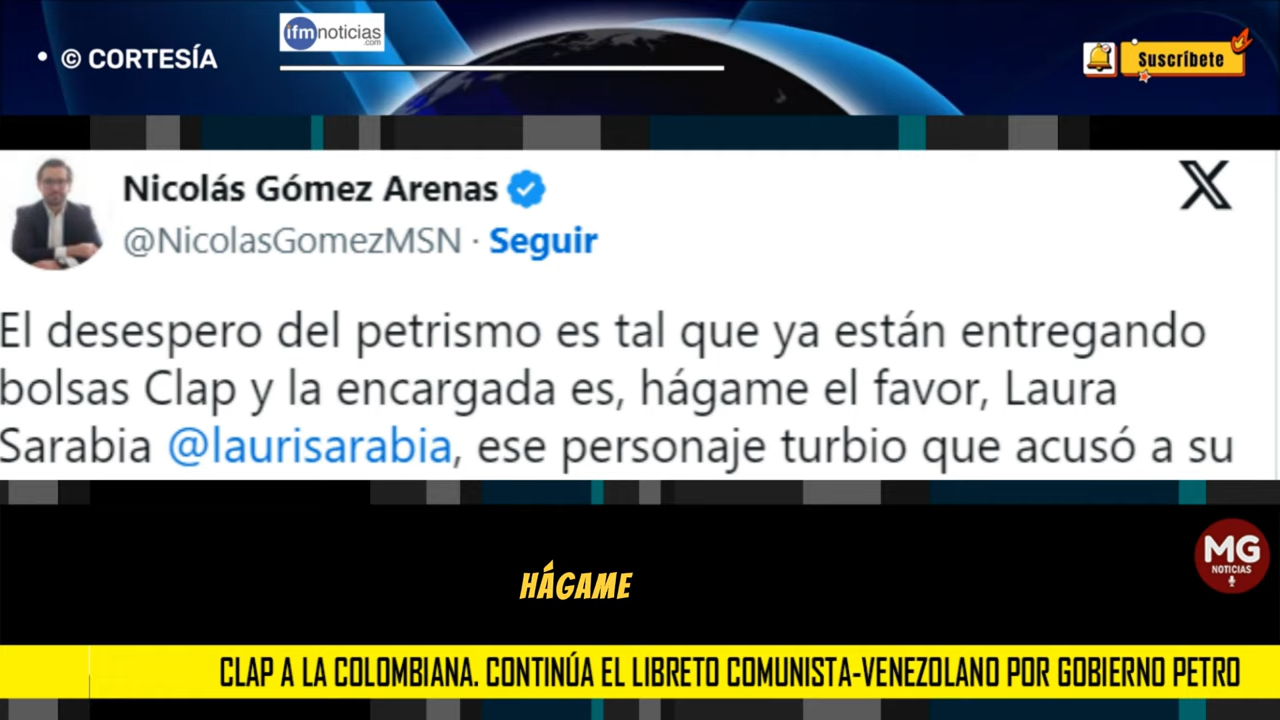 • © CORTESÍA
ifmnoticias
.com
Suscríbete
Nicolás Gómez Arenas
@NicolasGomezMSN · Seguir
X
El desespero del petrismo es tal que ya están entregando
bolsas Clap y la encargada es, hágame el favor, Laura
Sarabia @laurisarabia, ese personaje turbio que acusó a su
HÁGAME
MG
NOTICIAS
CLAP A LA COLOMBIANA. CONTINÚA EL LIBRETO COMUNISTA-VENEZOLANO POR GOBIERNO PETRO